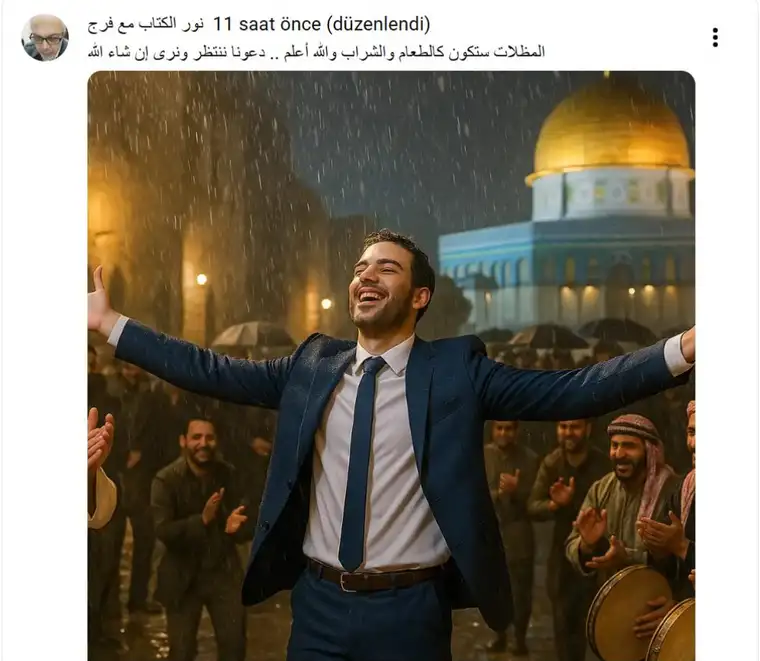 نور الكتاب مع فرج 11 saat önce (düzenlendi)
المظلات ستكون كالطعام والشراب والله أعلم .. دعونا ننتظر ونرى إن شاء الله